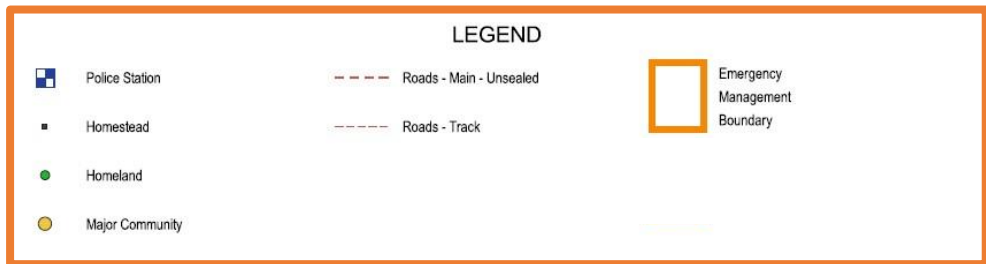 LEGEND
Police Station
Roads - Main - Unsealed
Emergency
Management
Boundary
Homestead
Roads - Track
Homeland
Major Community